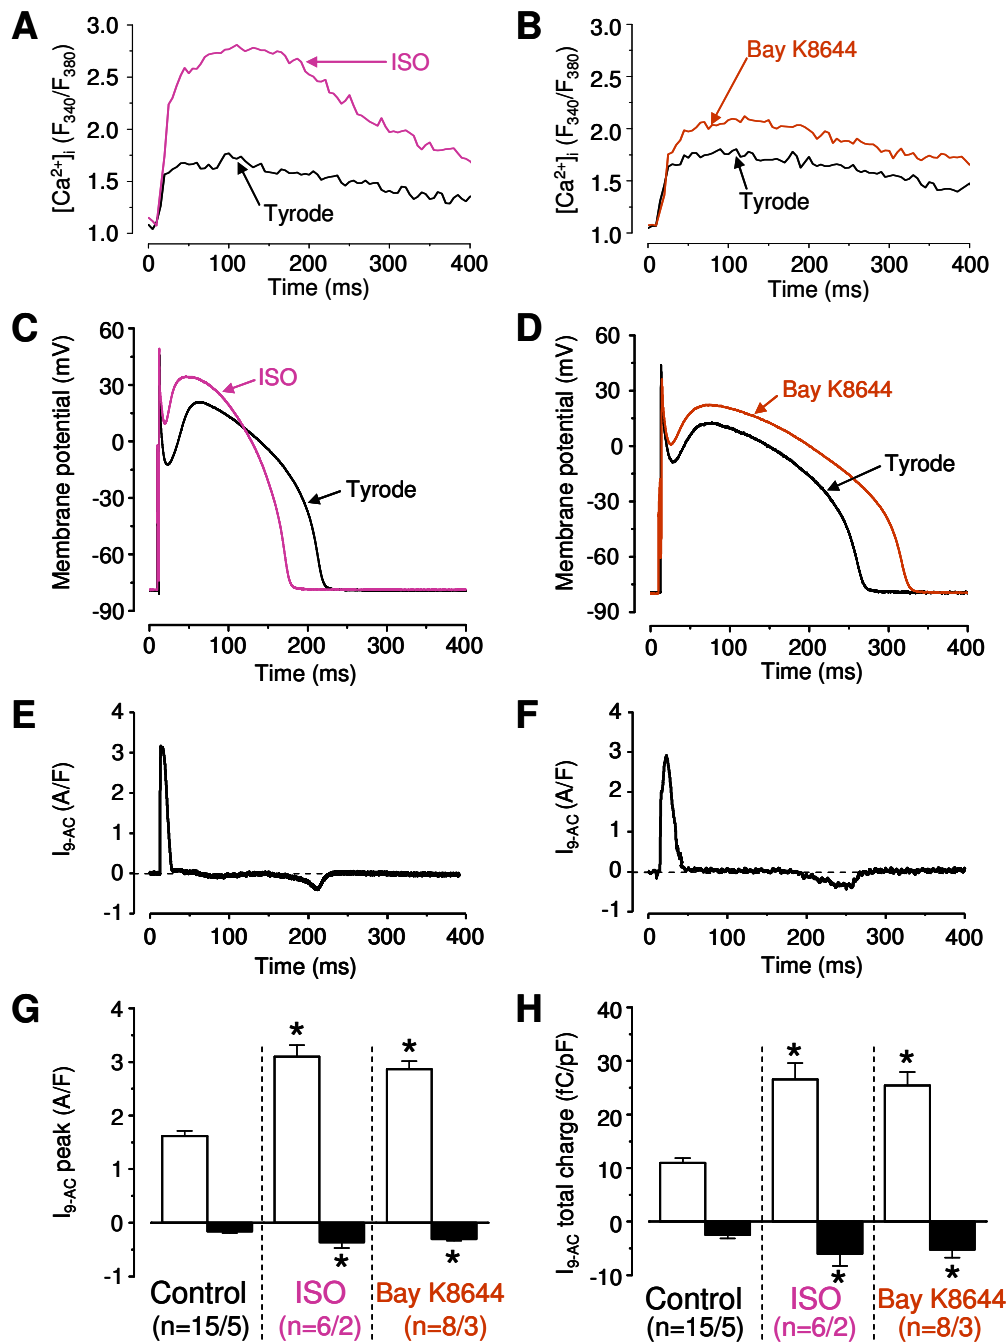 A
[Ca²⁺]ᵢ (F₃₄₀/F₃₈₀)
3.0
2.5
2.0
1.5
1.0
ISO
Tyrode
0 100 200 300 400
Time (ms)
B
[Ca²⁺]ᵢ (F₃₄₀/F₃₈₀)
3.0
2.5
2.0
1.5
1.0
Bay K8644
Tyrode
0 100 200 300 400
Time (ms)
C
Membrane potential (mV)
60
30
0
-30
-60
-90
ISO
Tyrode
0 100 200 300 400
Time (ms)
D
Membrane potential (mV)
60
30
0
-30
-60
-90
Bay K8644
Tyrode
0 100 200 300 400
Time (ms)
E
I₉₋AC (A/F)
4
3
2
1
0
-1
0 100 200 300 400
Time (ms)
F
I₉₋AC (A/F)
4
3
2
1
0
-1
0 100 200 300 400
Time (ms)
G
I₉₋AC peak (A/F)
4
3
2
1
0
-1
* *
* *
Control ISO Bay K8644
(n=15/5) (n=6/2) (n=8/3)
H
I₉₋AC total charge (fC/pF)
40
30
20
10
0
-10
* *
* *
Control ISO Bay K8644
(n=15/5) (n=6/2) (n=8/3)